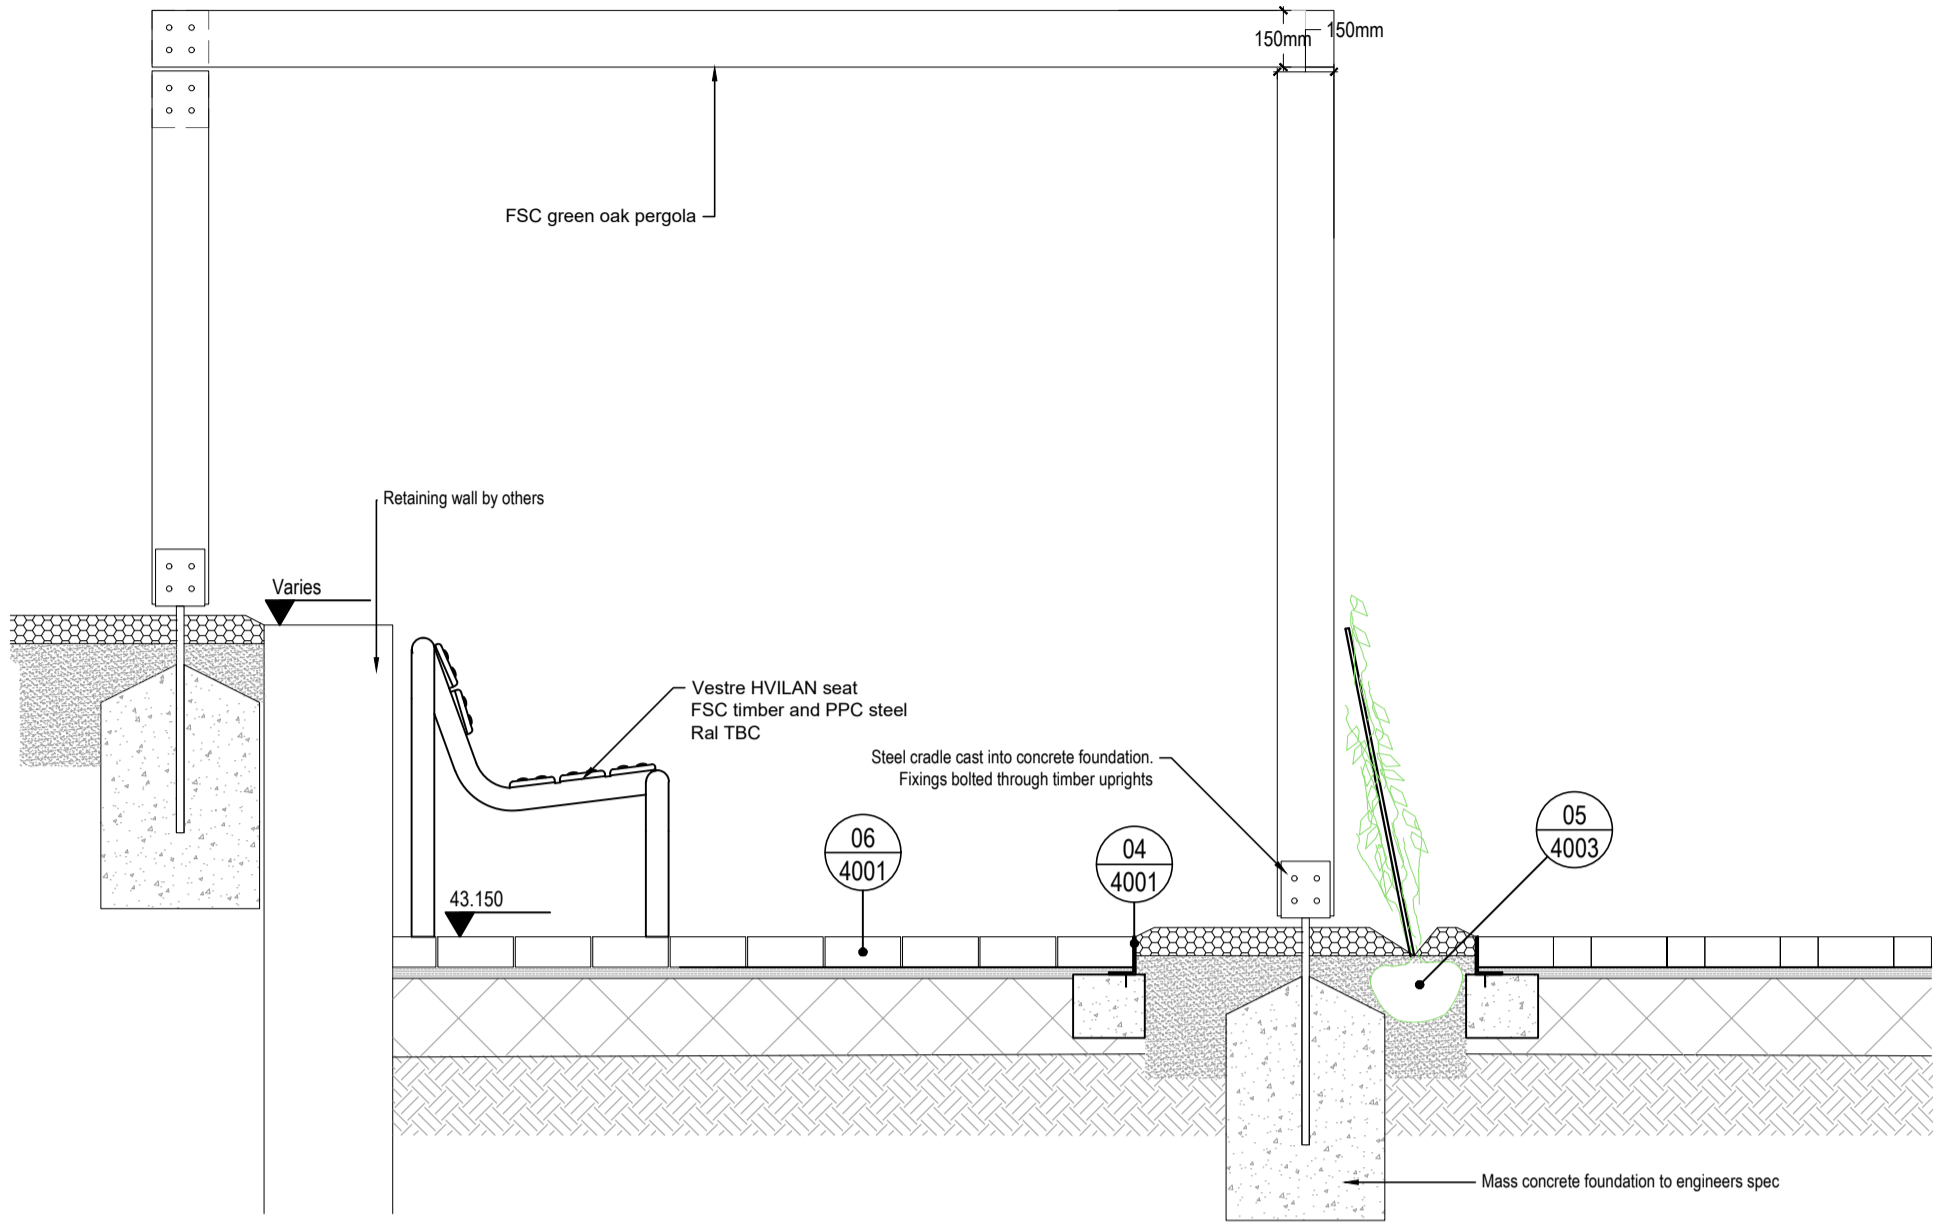 150mm
150mm
FSC green oak pergola
Retaining wall by others
Varies
Vestre HVILAN seat
FSC timber and PPC steel
Ral TBC
Steel cradle cast into concrete foundation.
Fixings bolted through timber uprights
06
4001
04
4001
05
4003
43.150
Mass concrete foundation to engineers spec